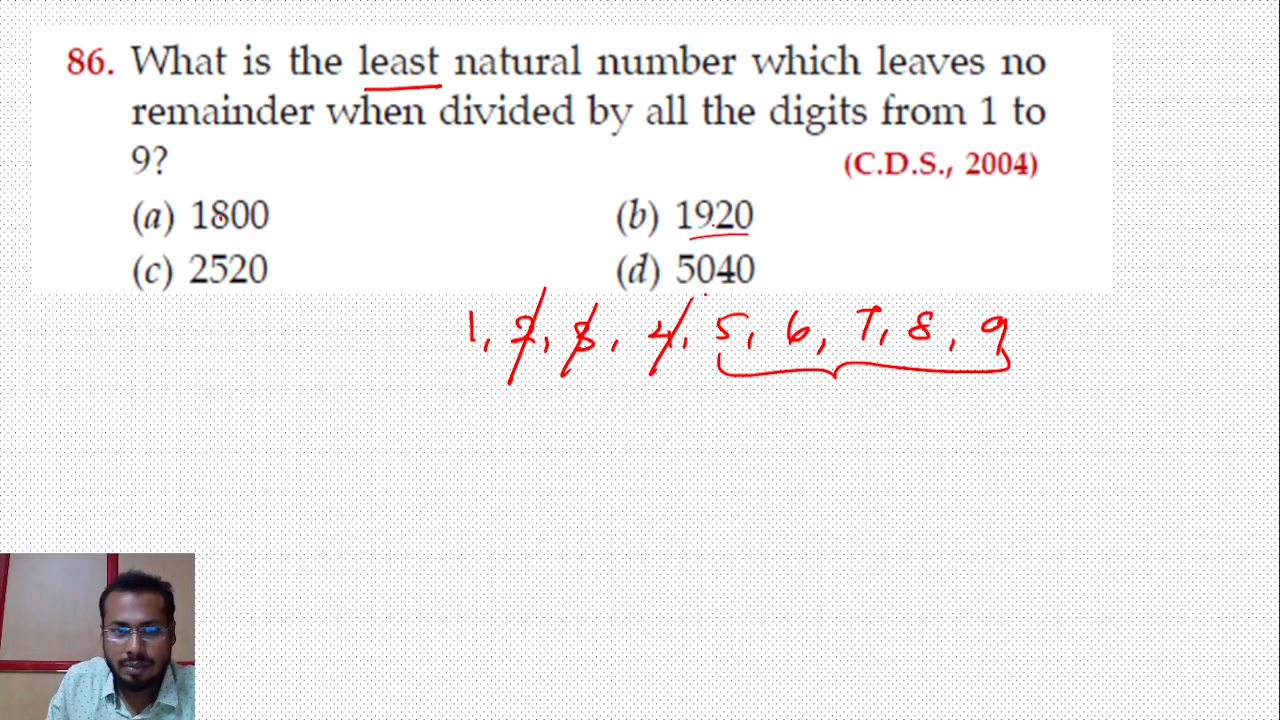 86. What is the least natural number which leaves no
remainder when divided by all the digits from 1 to
9? (C.D.S., 2004)
(a) 1800 (b) 1920
(c) 2520 (d) 5040
1, 2, 3, 4, 5, 6, 7, 8, 9